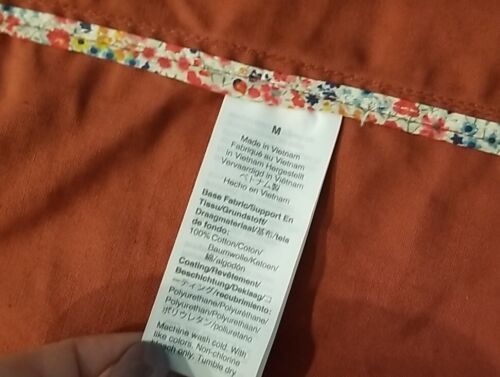 M
Made in Vietnam
Fabriqué au Vietnam
in Vietnam Hergestellt
Vervaardigd in Vietnam
ベトナム製
Hecho en Vietnam
Base Fabric/Support En
Tissu/Grundstoff/
Draagmateriaal/基布/tela
de fondo:
100% Cotton/Coton/
Baumwolle/Katoen/
綿/algodón
Coating/Revêtement/
Beschichtung/Deklaag/コ
ーティング/recubrimiento:
Polyurethane/Polyuréthane/
Polyurethan/Polyurethaan/
ポリウレタン/poliuretano
Machine wash cold. With
like colors. Non-chlorine
only. Tumble dry